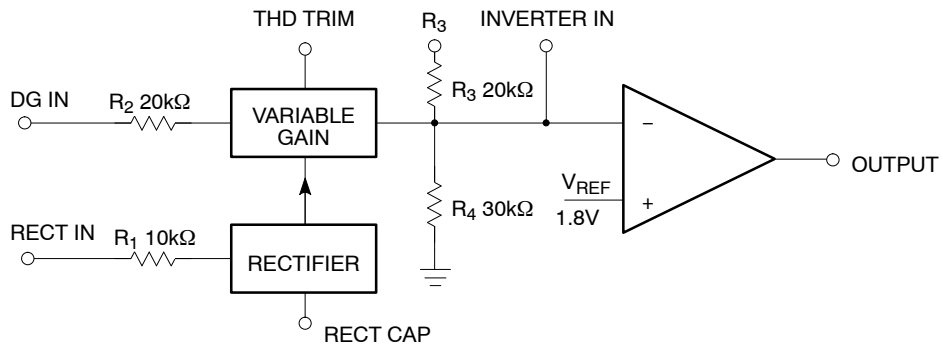 THD TRIM
R3
INVERTER IN
DG IN
R2 20kΩ
VARIABLE
GAIN
R3 20kΩ
−
OUTPUT
VREF
1.8V
+
R4 30kΩ
RECT IN
R1 10kΩ
RECTIFIER
RECT CAP